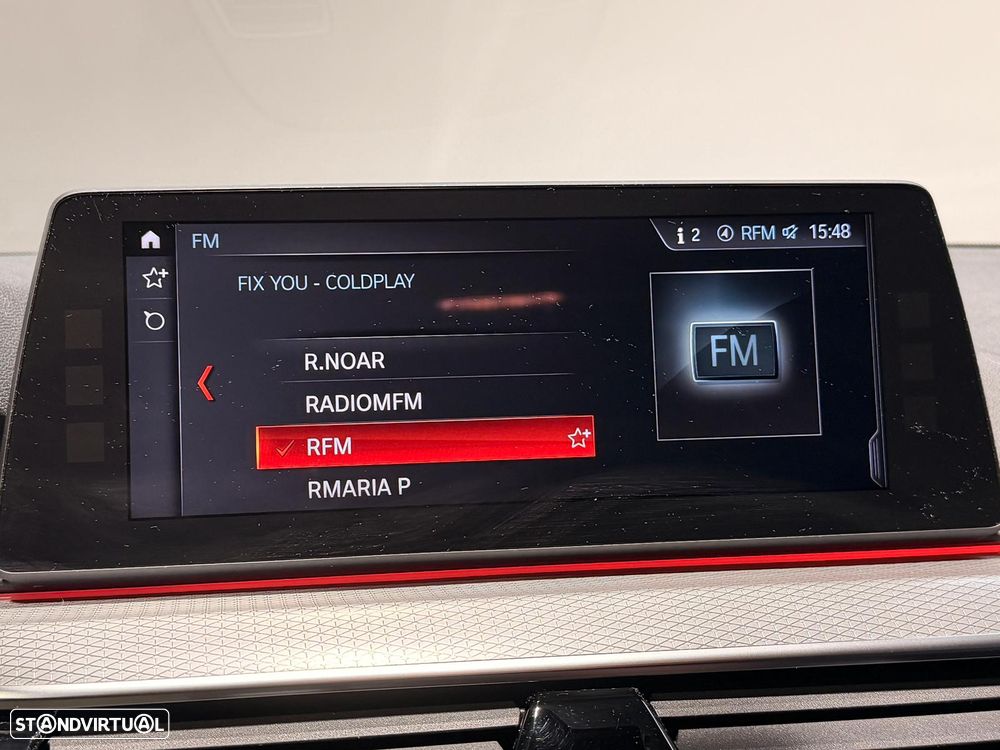 FM
2 RFM 15:48
FIX YOU - COLDPLAY
R.NOAR
RADIOMFM
RFM
RMARIA P
FM
STANDVIRTUAL